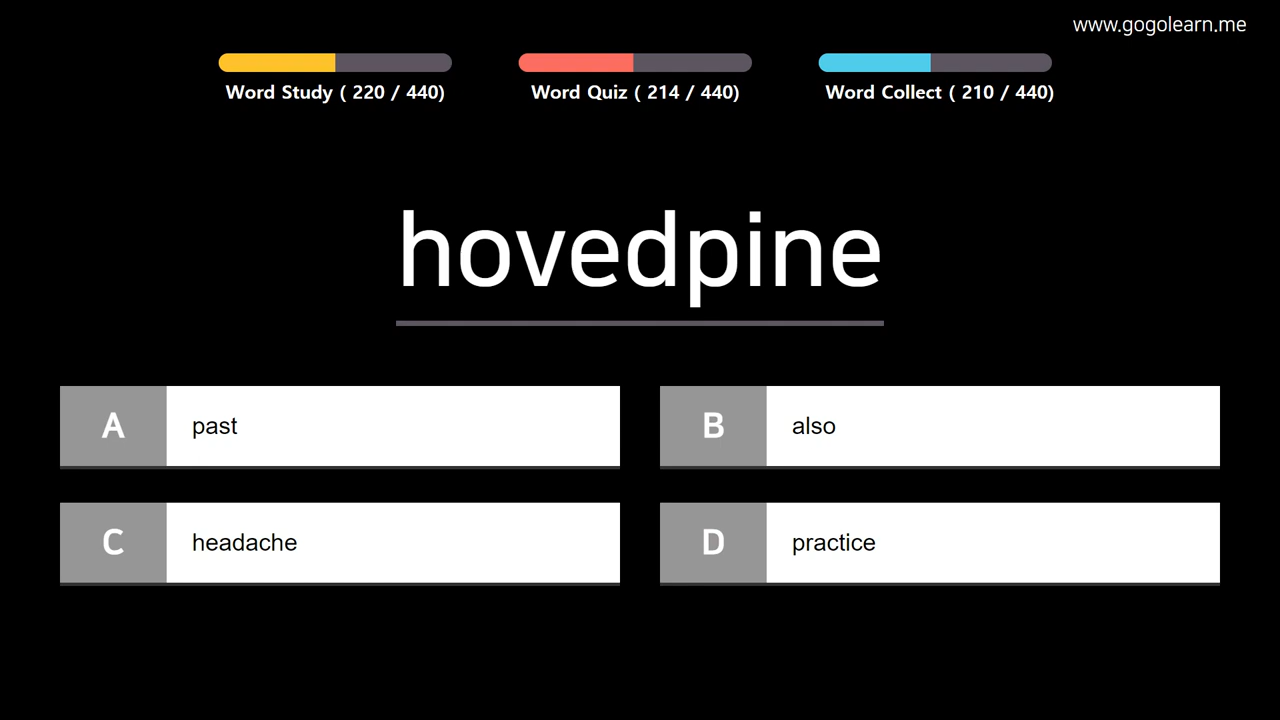 www.gogolearn.me
Word Study ( 220 / 440)
Word Quiz ( 214 / 440)
Word Collect ( 210 / 440)
hovedpine
A
past
B
also
C
headache
D
practice